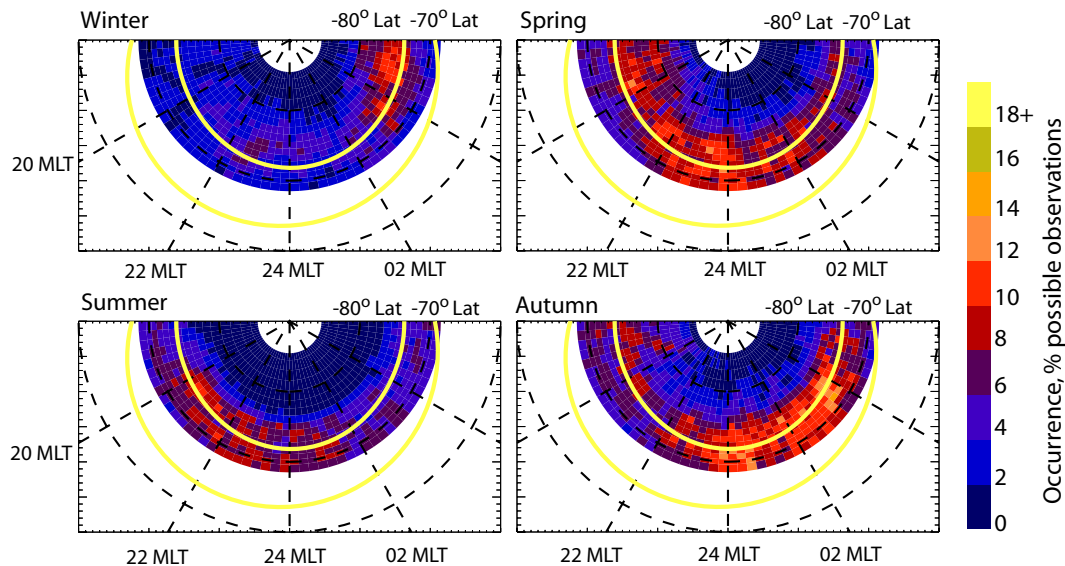 Winter -80° Lat -70° Lat
Spring -80° Lat -70° Lat
20 MLT
22 MLT 24 MLT 02 MLT
22 MLT 24 MLT 02 MLT
Summer -80° Lat -70° Lat
Autumn -80° Lat -70° Lat
20 MLT
22 MLT 24 MLT 02 MLT
22 MLT 24 MLT 02 MLT
18+
16
14
12
10
8
6
4
2
0
Occurrence, % possible observations